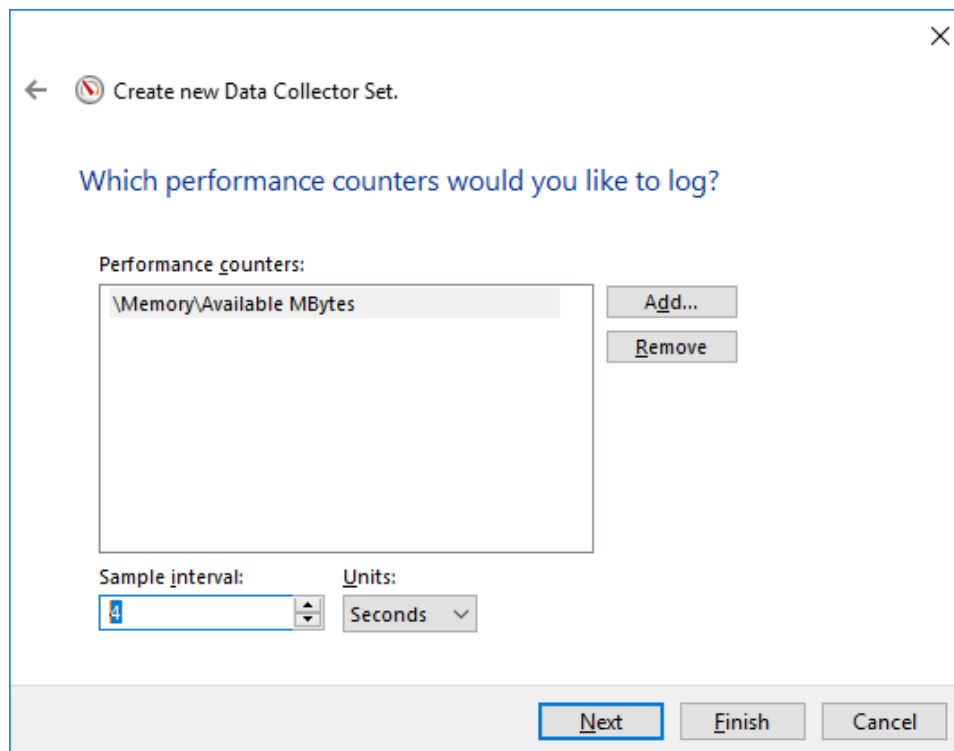 Create new Data Collector Set.
Which performance counters would you like to log?
Performance counters:
\Memory\Available MBytes
Add...
Remove
Sample interval:
Units:
4
Seconds
Next
Finish
Cancel